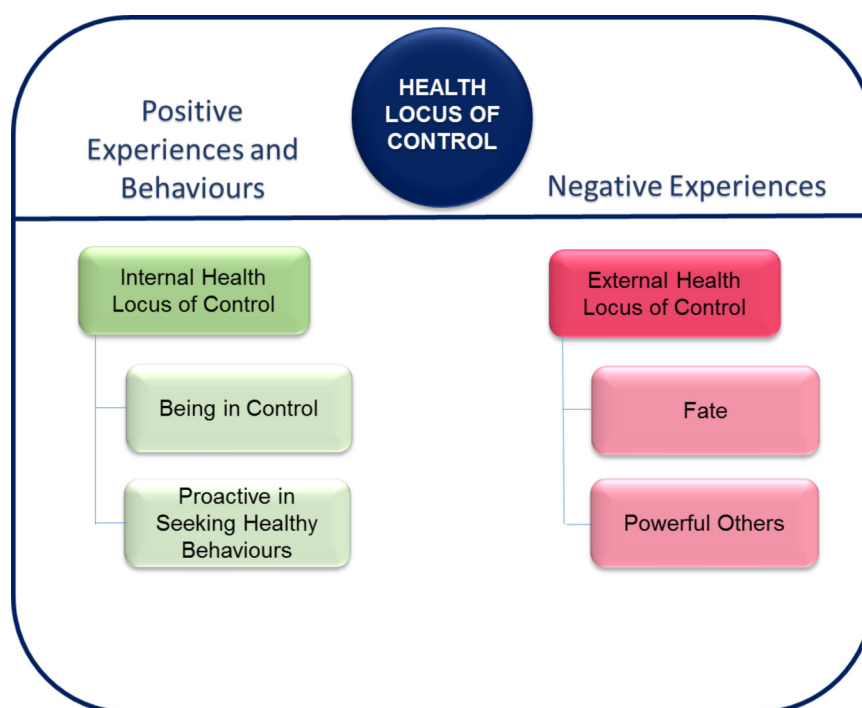 HEALTH
LOCUS OF
CONTROL
Positive
Experiences and
Behaviours
Negative Experiences
Internal Health
Locus of Control
Being in Control
Proactive in
Seeking Healthy
Behaviours
External Health
Locus of Control
Fate
Powerful Others